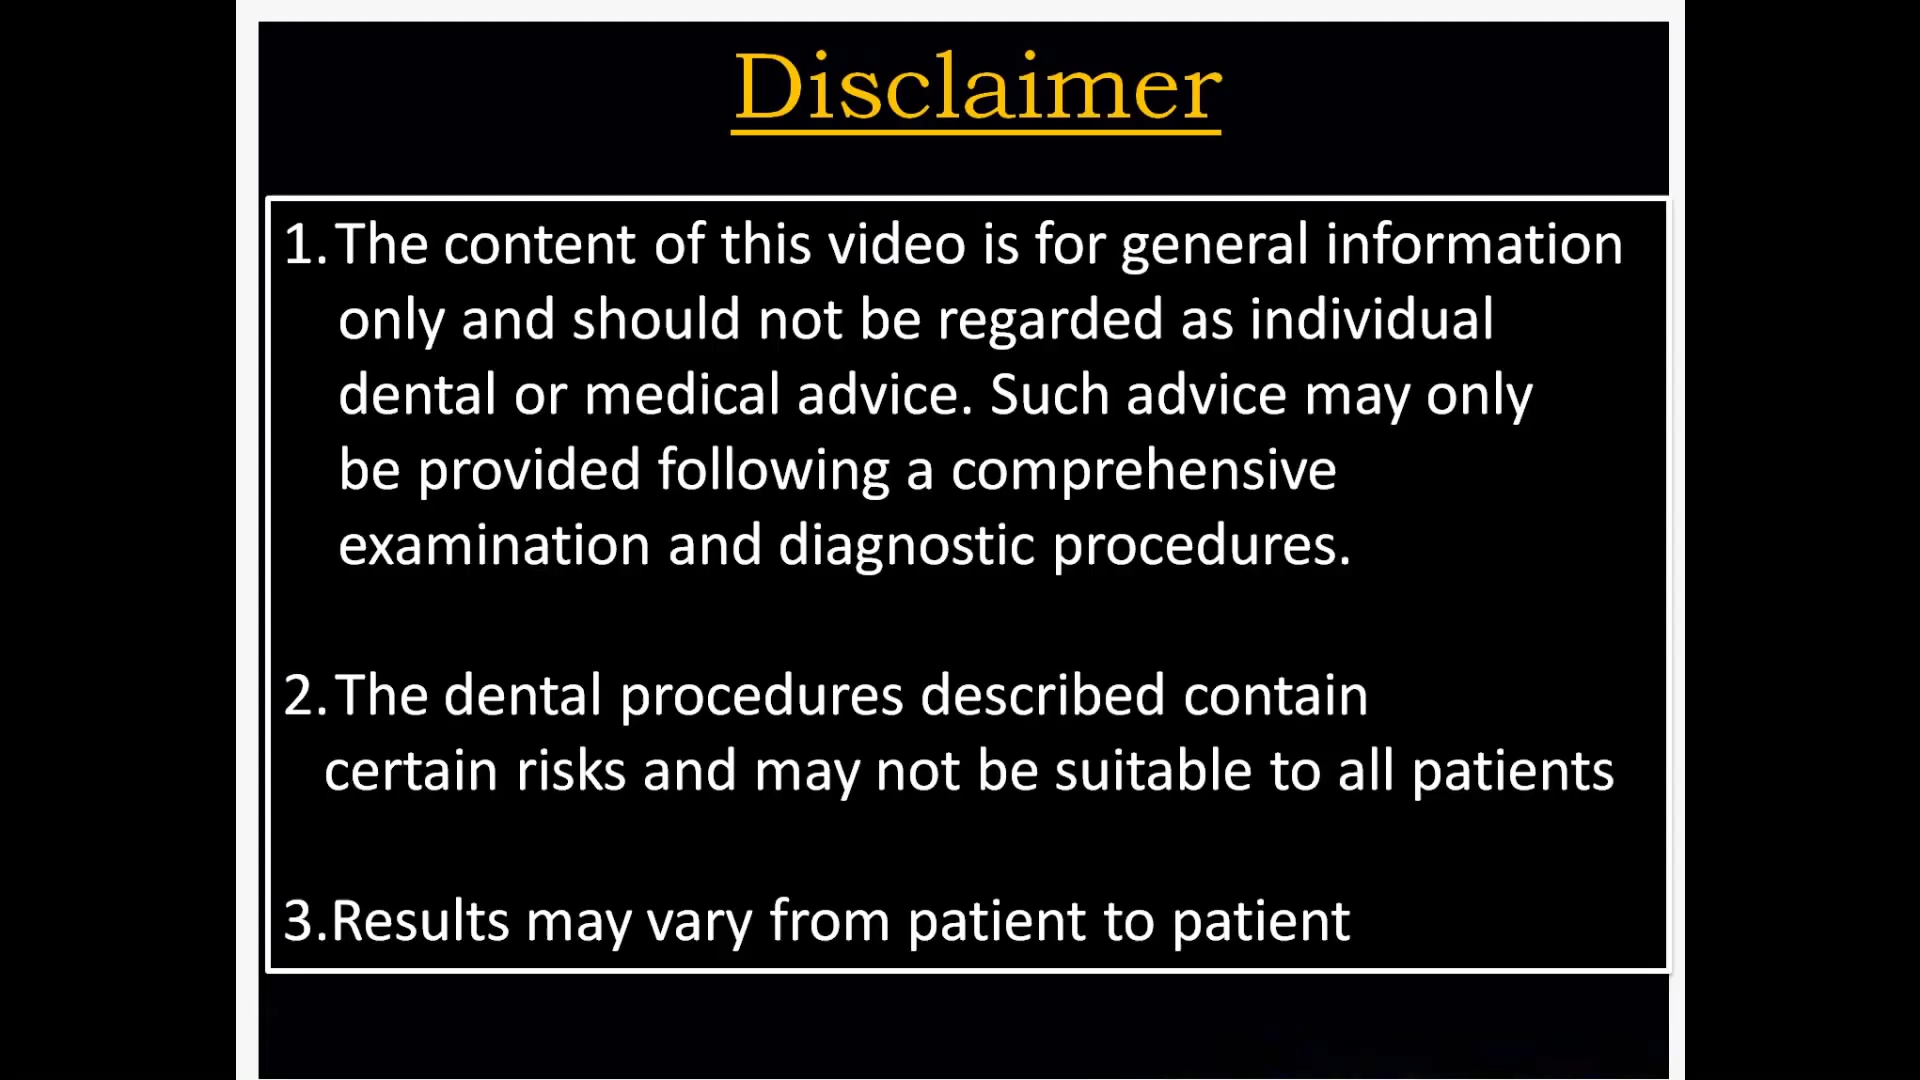 Disclaimer
1. The content of this video is for general information
only and should not be regarded as individual
dental or medical advice. Such advice may only
be provided following a comprehensive
examination and diagnostic procedures.
2. The dental procedures described contain
certain risks and may not be suitable to all patients
3.Results may vary from patient to patient